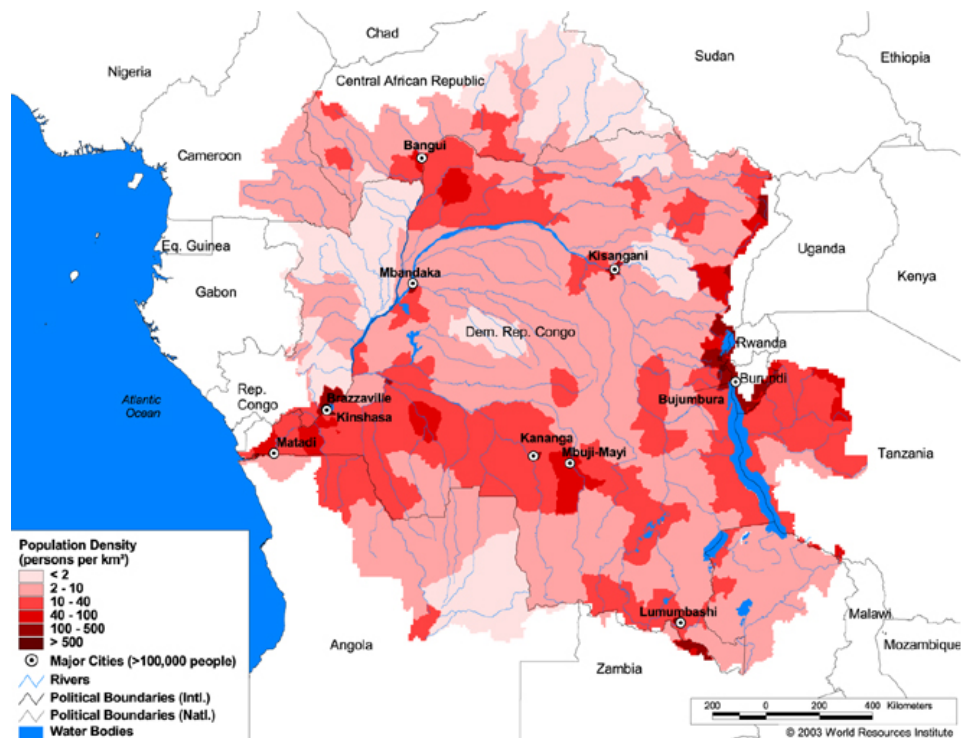 Chad
Sudan
Ethiopia
Nigeria
Central African Republic
Bangui
Cameroon
Uganda
Eq. Guinea
Kisangani
Kenya
Mbandaka
Gabon
Dem. Rep. Congo
Rwanda
Burundi
Rep.
Congo
Bujumbura
Atlantic
Ocean
Brazzaville
Kinshasa
Matadi
Kananga
Mbuji-Mayi
Tanzania
Lumumbashi
Malawi
Mozambique
Angola
Zambia
Population Density
(persons per km²)
< 2
2 - 10
10 - 40
40 - 100
100 - 500
> 500
Major Cities (>100,000 people)
Rivers
Political Boundaries (Intl.)
Political Boundaries (Natl.)
Water Bodies
200 0 200 400 Kilometers
© 2003 World Resources Institute